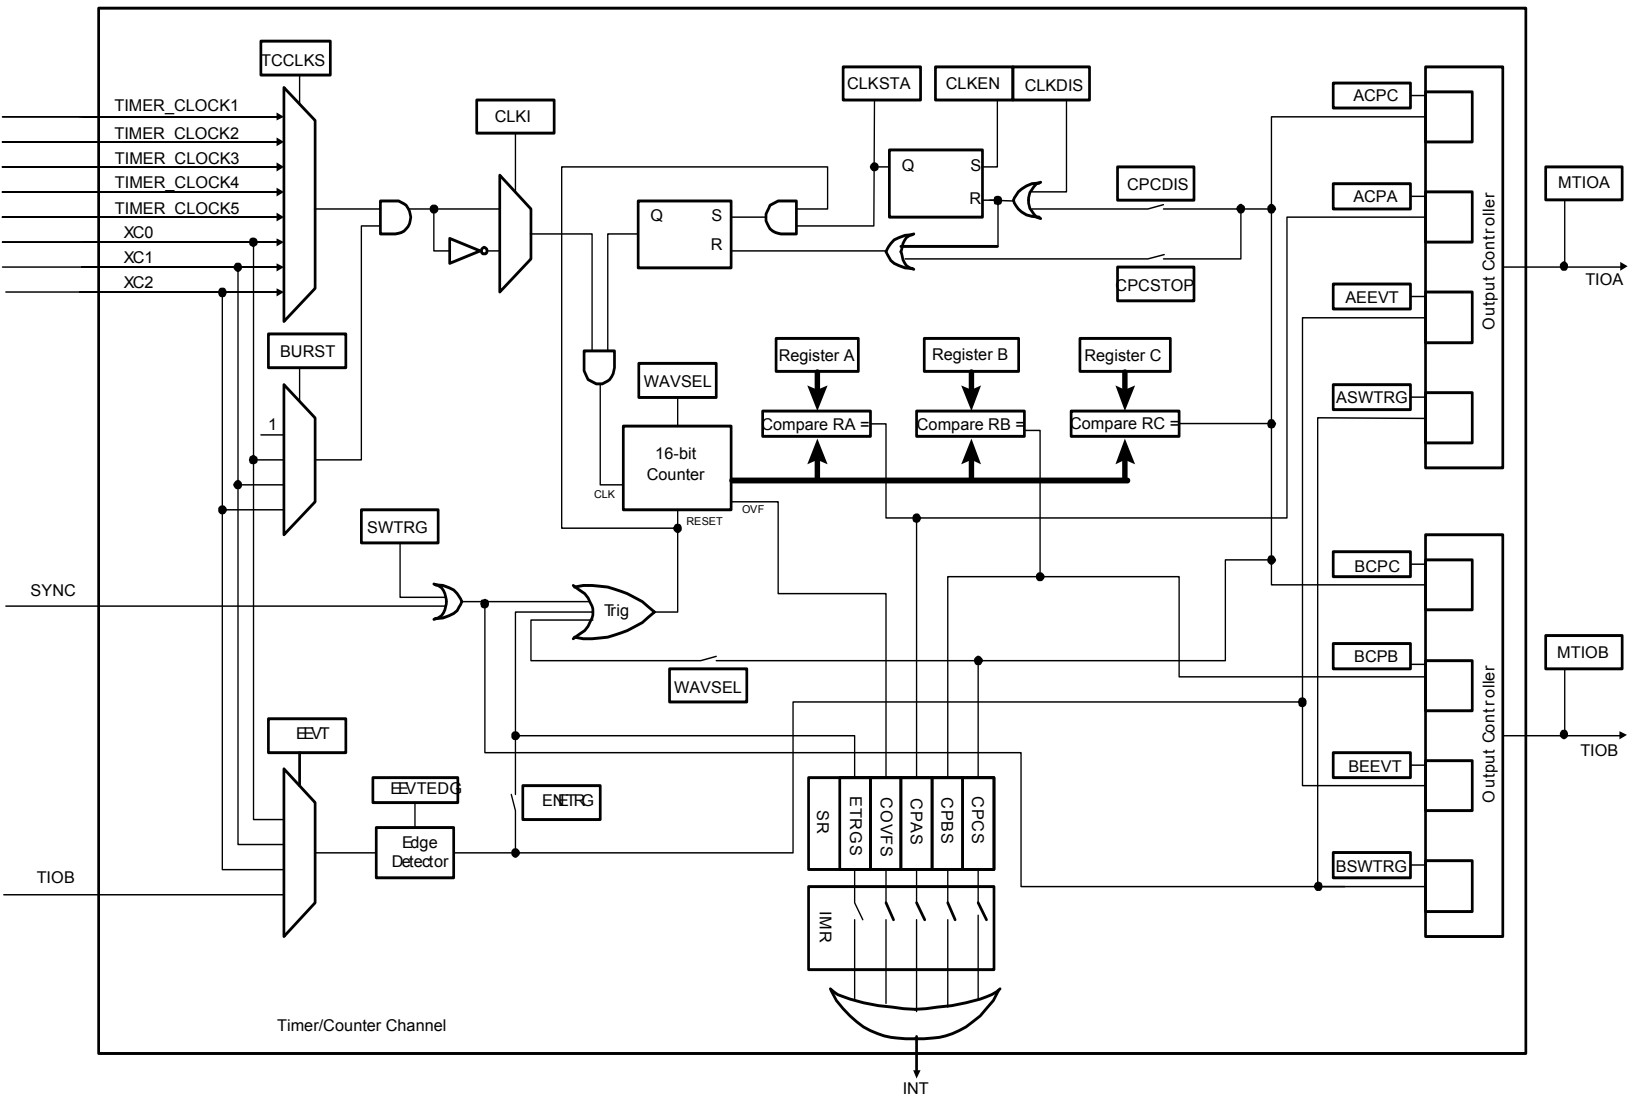 TCCLKS
TIMER_CLOCK1
TIMER_CLOCK2
TIMER_CLOCK3
TIMER_CLOCK4
TIMER_CLOCK5
XC0
XC1
XC2
CLKI
CLKSTA
CLKEN
CLKDIS
Q
S
R
Q
S
R
CPCDIS
CPCSTOP
ACPC
ACPA
AEEVT
ASWTRG
Output Controller
MTIOA
TIOA
BURST
1
Register A
Register B
Register C
WAVSEL
Compare RA =
Compare RB =
Compare RC =
16-bit
Counter
CLK
RESET
OVF
SWTRG
SYNC
Trig
WAVSEL
BCPC
BCPB
BEEVT
BSWTRG
Output Controller
MTIOB
TIOB
EEVT
EEVTEDG
ENETRG
Edge
Detector
TIOB
SR
ETRGS
COVFS
CPAS
CPBS
CPCS
IMR
Timer/Counter Channel
INT